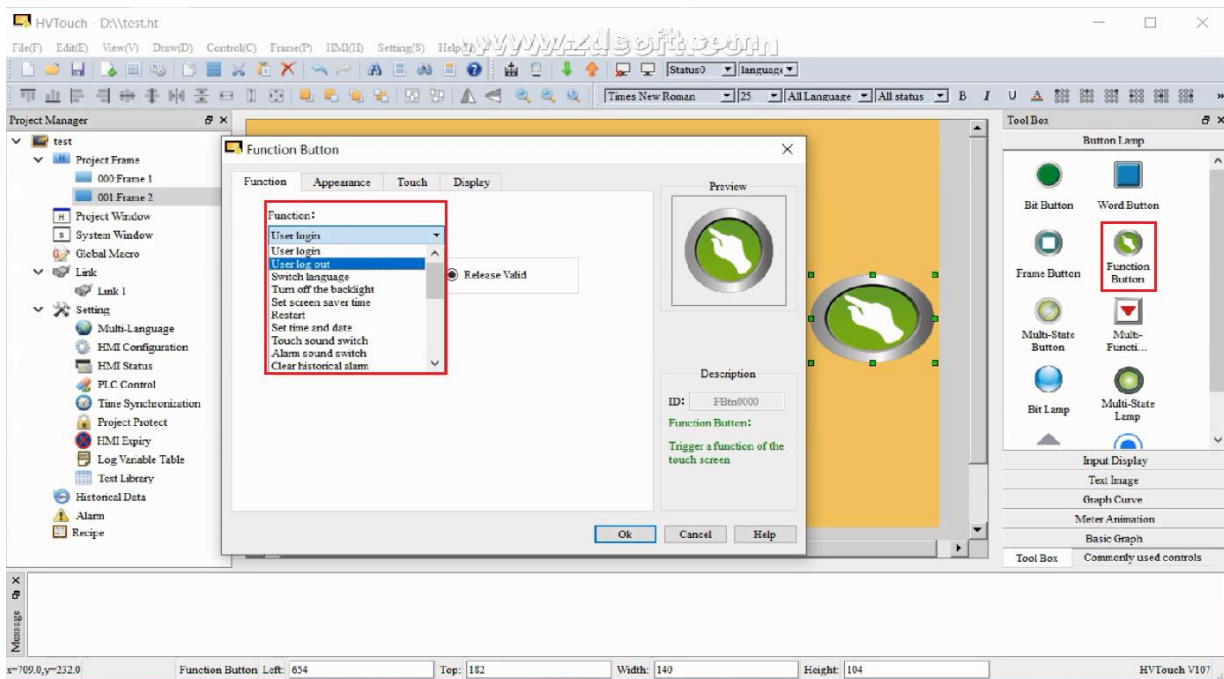 HVTouch - D:\\test.ht
File(F) Edit(E) View(V) Draw(D) Control(C) Frame(P) HMI(H) Setting(S) Help
www.zdsoft.com
Status0 language
Times New Roman 25 All Language All status B I U A
Project Manager
test
Project Frame
000:Frame 1
001:Frame 2
Project Window
System Window
Global Macro
Link
Link 1
Setting
Multi-Language
HMI Configuration
HMI Status
PLC Control
Time Synchronization
Project Protect
HMI Expiry
Log Variable Table
Text Library
Historical Data
Alarm
Recipe
Function Button
Function Appearance Touch Display
Function:
User login
User login
User log out
Switch language
Turn off the backlight
Set screen saver time
Restart
Set time and date
Touch sound switch
Alarm sound switch
Clear historical alarm
Release Valid
Preview
Description
ID: FBtn0000
Function Button:
Trigger a function of the
touch screen
Ok Cancel Help
Tool Box
Button Lamp
Bit Button Word Button
Frame Button Function
Button
Multi-State
Button
Multi-
Functi...
Bit Lamp
Multi-State
Lamp
Input Display
Text Image
Graph Curve
Meter Animation
Basic Graph
Tool Box Commonly used controls
Message
x=709.0,y=232.0 Function Button Left: 654 Top: 182 Width: 140 Height: 104 HVTouch V107